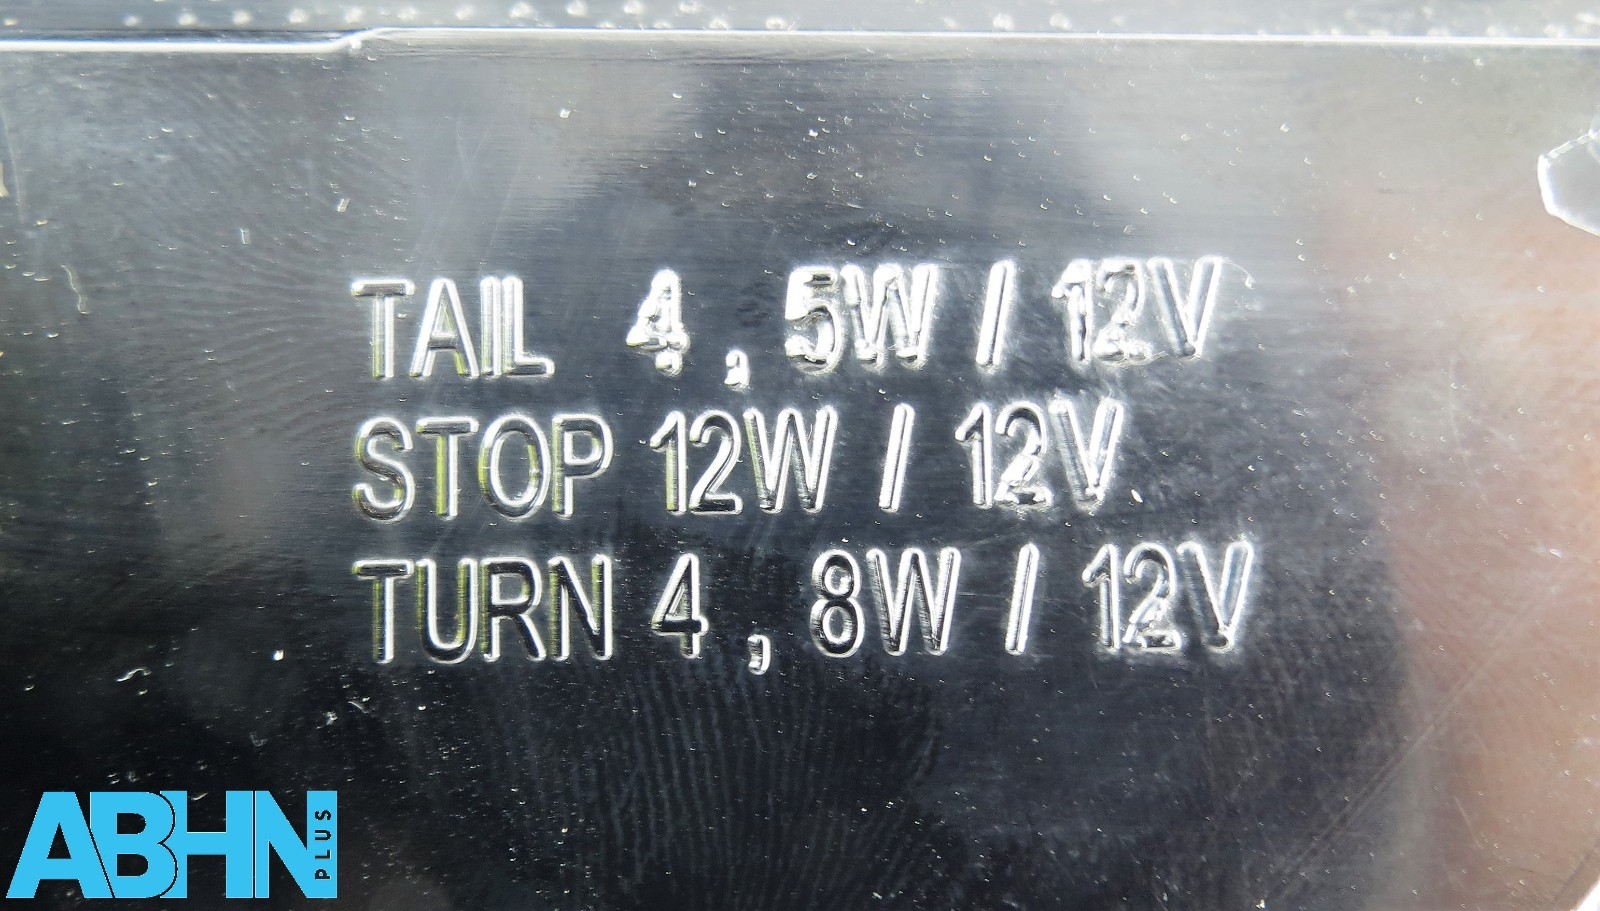 TAIL 4,5W / 12V
STOP 12W / 12V
TURN 4,8W / 12V
ABHN PLUS